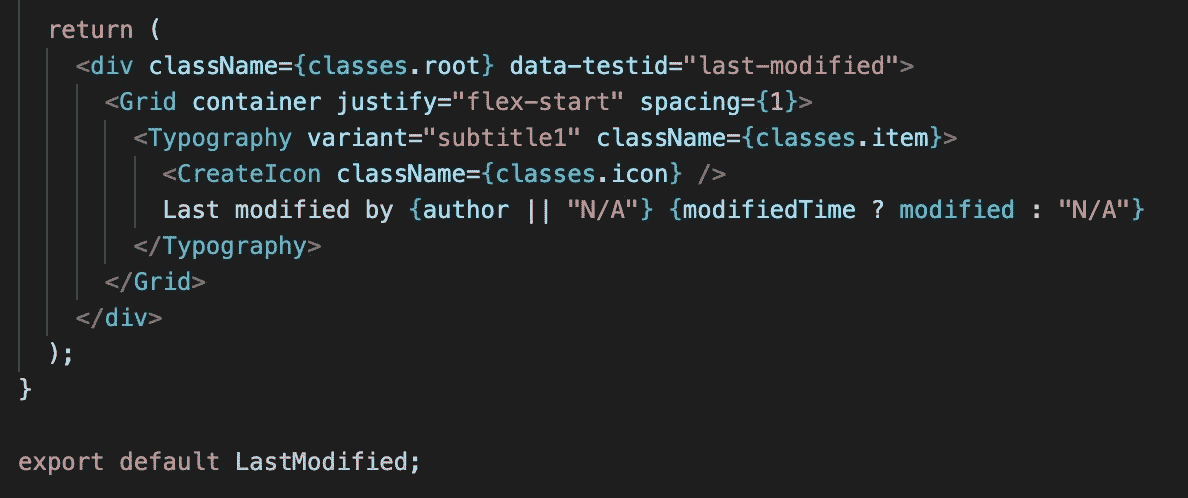 return (
<div className={classes.root} data-testid="last-modified">
<Grid container justify="flex-start" spacing={1}>
<Typography variant="subtitle1" className={classes.item}>
<CreateIcon className={classes.icon} />
Last modified by {author || "N/A"} {modifiedTime ? modified : "N/A"}
</Typography>
</Grid>
</div>
);
}
export default LastModified;